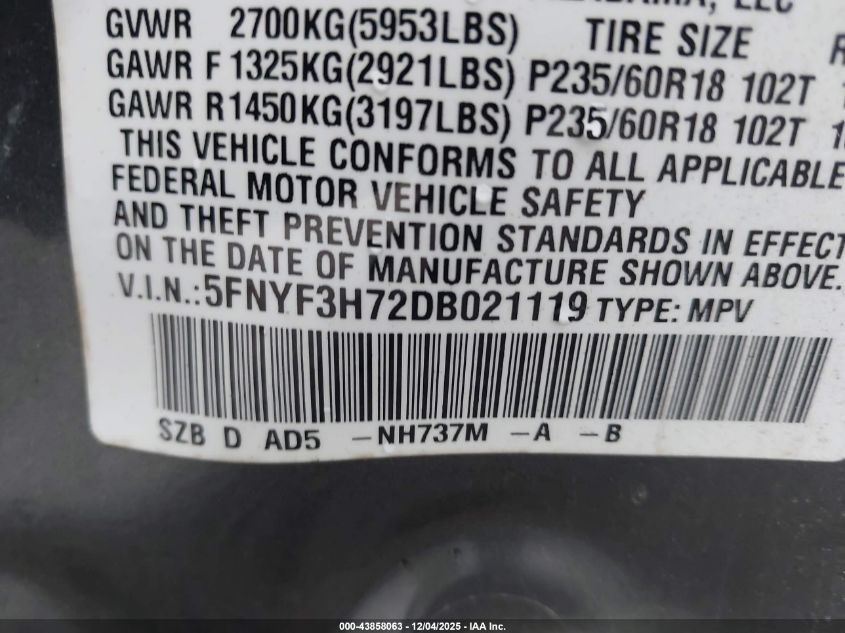 LLC
GVWR 2700KG(5953LBS) TIRE SIZE
GAWR F 1325KG(2921LBS) P235/60R18 102T
GAWR R1450KG(3197LBS) P235/60R18 102T
THIS VEHICLE CONFORMS TO ALL APPLICABLE
FEDERAL MOTOR VEHICLE SAFETY
AND THEFT PREVENTION STANDARDS IN EFFECT
ON THE DATE OF MANUFACTURE SHOWN ABOVE.
V.I.N.:5FNYF3H72DB021119 TYPE: MPV
SZB D AD5 -NH737M -A -B
000-43858063 - 12/04/2025 - IAA Inc.